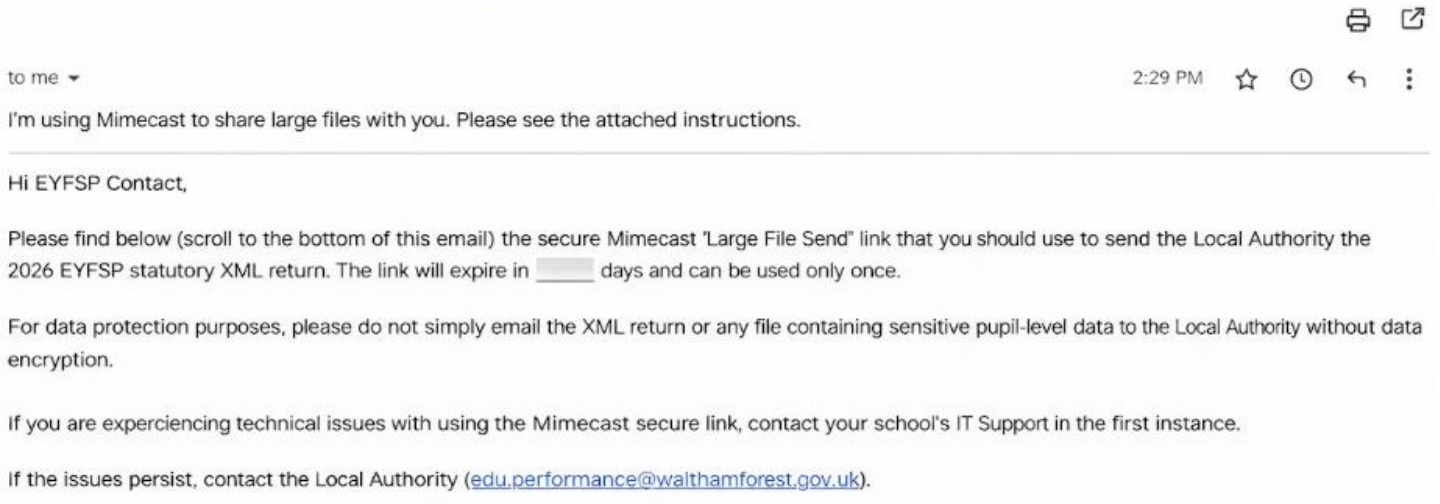 to me
2:29 PM
I'm using Mimecast to share large files with you. Please see the attached instructions.
Hi EYFSP Contact,
Please find below (scroll to the bottom of this email) the secure Mimecast 'Large File Send" link that you should use to send the Local Authority the
2026 EYFSP statutory XML return. The link will expire in days and can be used only once.
For data protection purposes, please do not simply email the XML return or any file containing sensitive pupil-level data to the Local Authority without data
encryption.
If you are experciencing technical issues with using the Mimecast secure link, contact your school's IT Support in the first instance.
If the issues persist, contact the Local Authority (edu.performance@walthamforest.gov.uk).